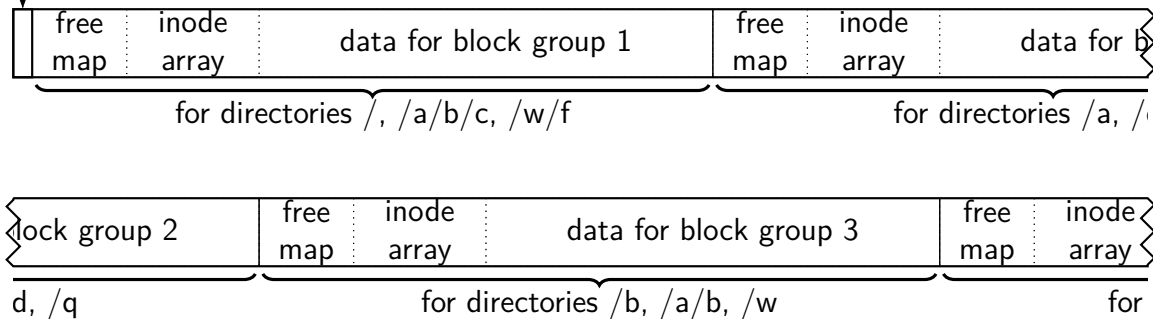 free inode data for block group 1 free inode data for b
map array map array
for directories /, /a/b/c, /w/f for directories /a, /
lock group 2 free inode data for block group 3 free inode
map array map array
d, /q for directories /b, /a/b, /w for